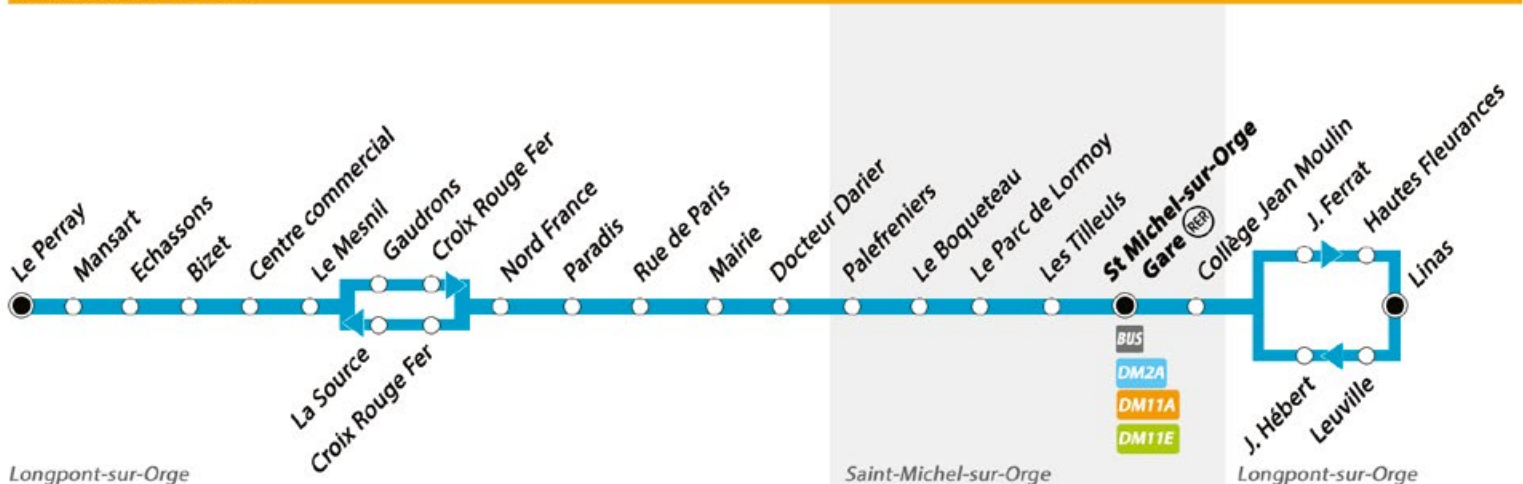 Le Perray
Mansart
Echassons
Bizet
Centre commercial
Le Mesnil
Gaudrons
Croix Rouge Fer
La Source
Croix Rouge Fer
Nord France
Paradis
Rue de Paris
Mairie
Docteur Darier
Palefreniers
Le Boqueteau
Le Parc de Lormoy
Les Tilleuls
St Michel-sur-Orge
Gare RER
BUS
DM2A
DM11A
DM11E
Collège Jean Moulin
J. Ferrat
Hautes Fleurances
Linas
J. Hébert
Leuville
Longpont-sur-Orge
Saint-Michel-sur-Orge
Longpont-sur-Orge